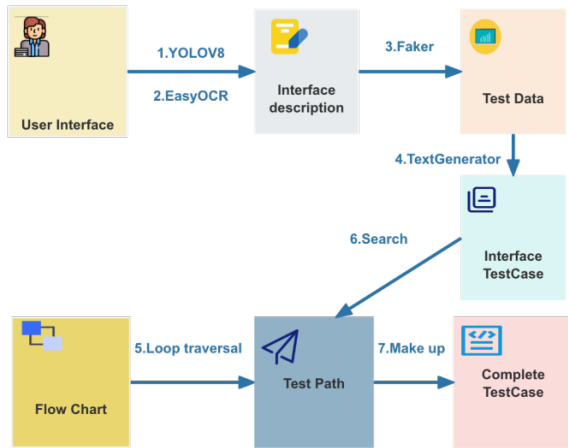 1.YOLOV8
2.EasyOCR
3.Faker
User Interface
Interface
description
Test Data
4.TextGenerator
6.Search
Interface
TestCase
5.Loop traversal
7.Make up
Flow Chart
Test Path
Complete
TestCase